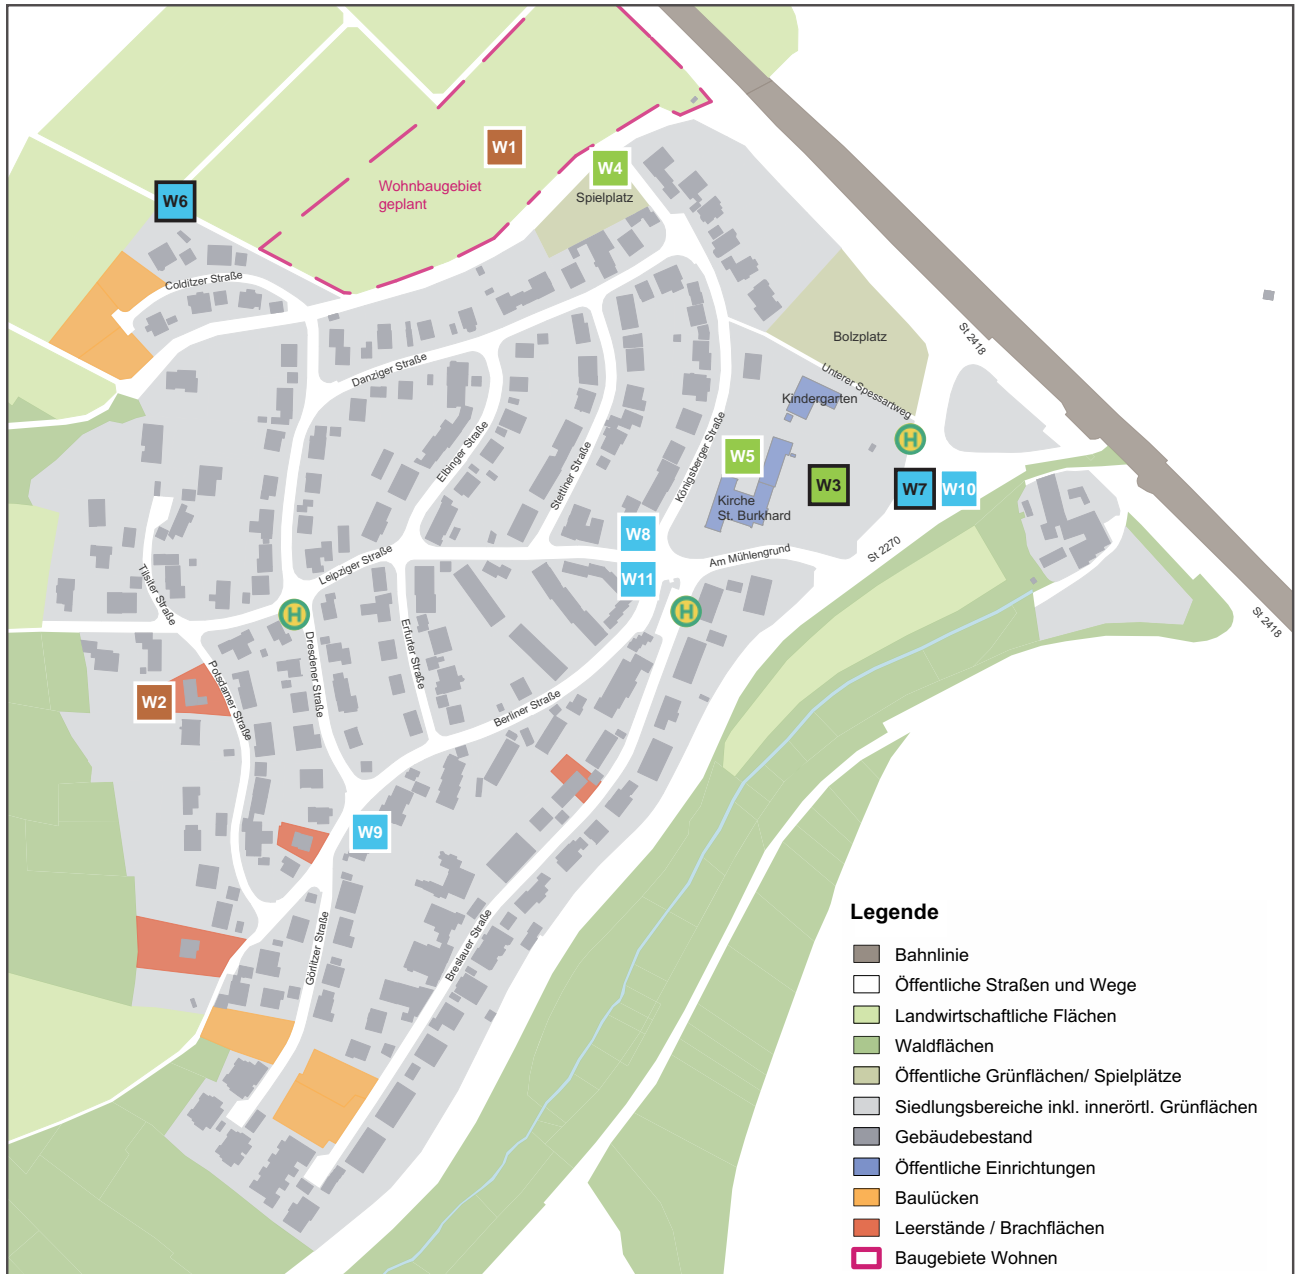 W1
W4
Wohnbaugebiet
geplant
Spielplatz
W6
Colditzer Straße
St 2418
Bolzplatz
Danziger Straße
Unterer Spessartweg
Kindergarten
Elbinger Straße
Stettiner Straße
Königsberger Straße
H
W5
W3
W7
W10
Kirche
St. Burkhard
W8
Am Mühlengrund
St 2270
Leipziger Straße
W11
Tilsiter Straße
H
H
St 2418
Dresdener Straße
Erfurter Straße
Potsdamer Straße
W2
Berliner Straße
W9
Görlitzer Straße
Breslauer Straße
Legende
Bahnlinie
Öffentliche Straßen und Wege
Landwirtschaftliche Flächen
Waldflächen
Öffentliche Grünflächen/ Spielplätze
Siedlungsbereiche inkl. innerörtl. Grünflächen
Gebäudebestand
Öffentliche Einrichtungen
Baulücken
Leerstände / Brachflächen
Baugebiete Wohnen